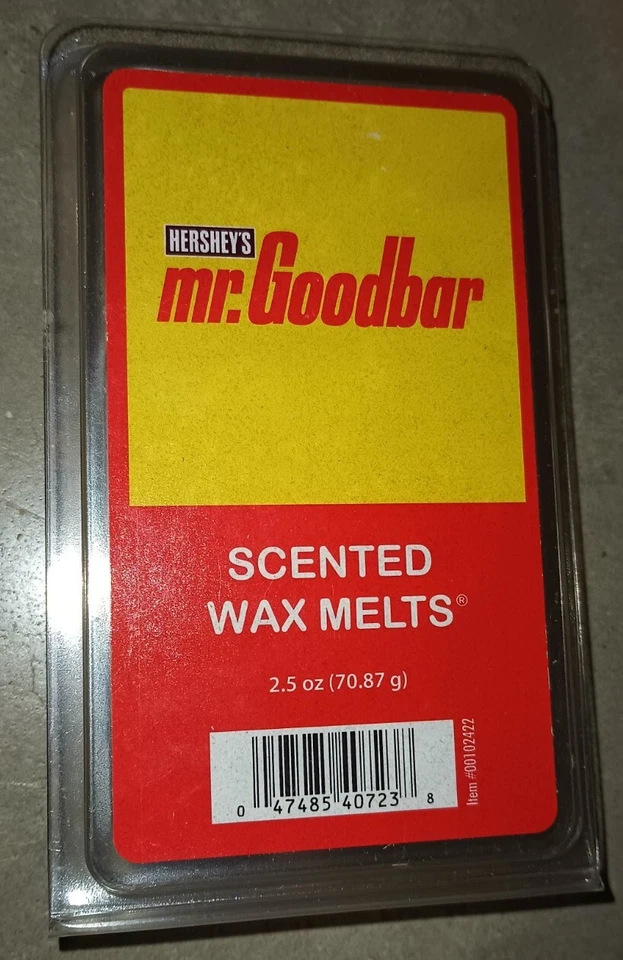 HERSHEY'S
mr.Goodbar
SCENTED
WAX MELTS®
2.5 oz (70.87 g)
Item #00102422
0 47485 40723 8